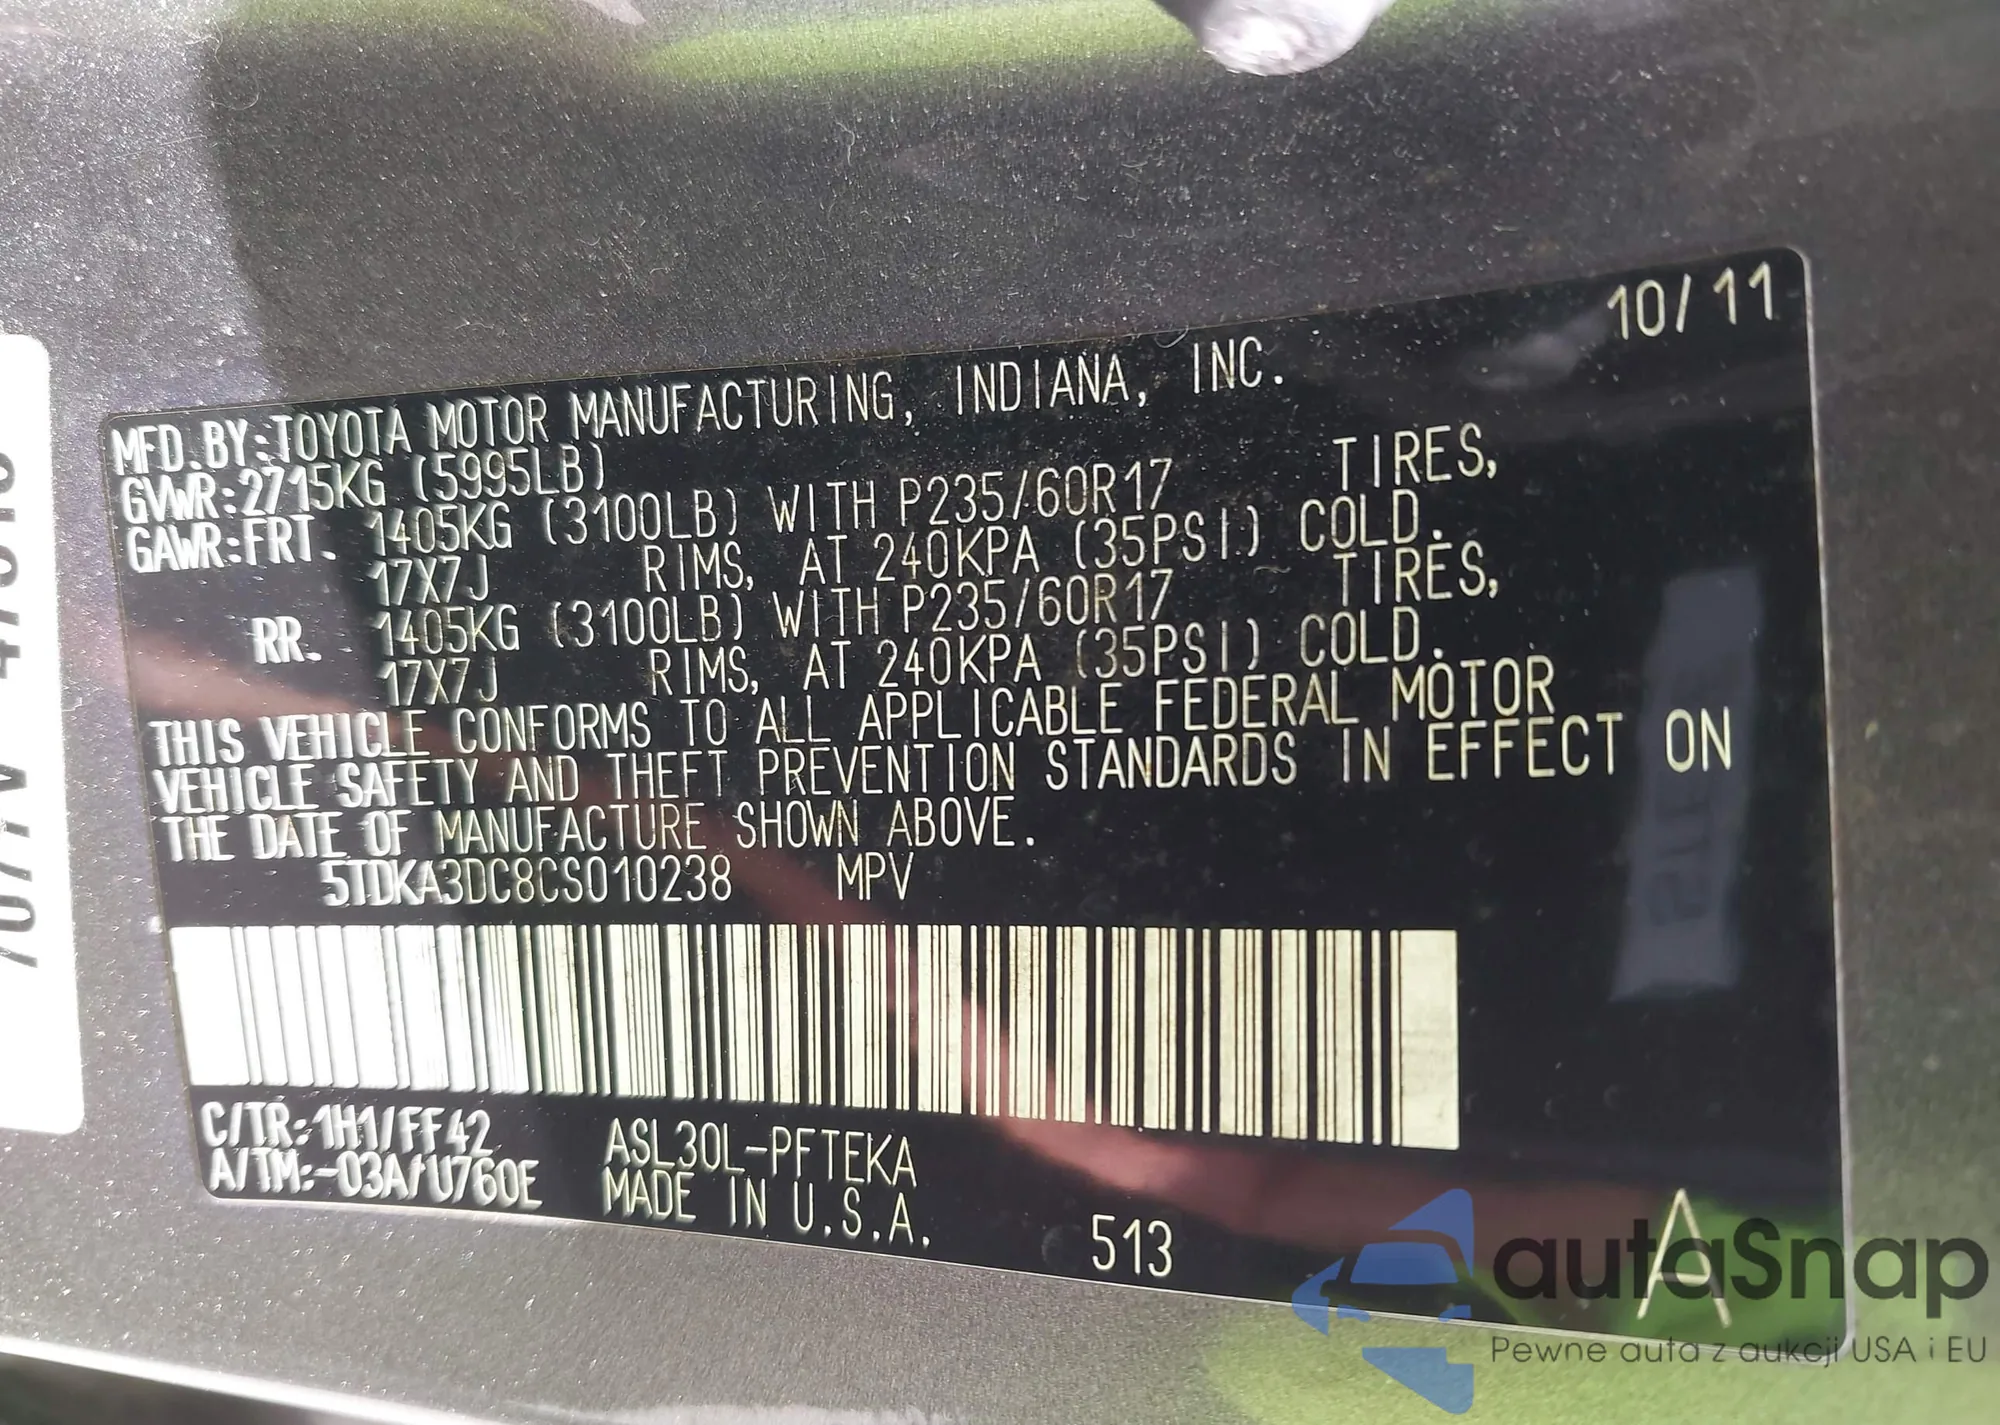 10/11
MFD.BY:TOYOTA MOTOR MANUFACTURING, INDIANA, INC.
GVWR:2715KG (5995LB)
GAWR:FRT. 1405KG (3100LB) WITH P235/60R17 TIRES,
17X7J RIMS, AT 240KPA (35PSI) COLD.
RR. 1405KG (3100LB) WITH P235/60R17 TIRES,
17X7J RIMS, AT 240KPA (35PSI) COLD.
THIS VEHICLE CONFORMS TO ALL APPLICABLE FEDERAL MOTOR
VEHICLE SAFETY AND THEFT PREVENTION STANDARDS IN EFFECT ON
THE DATE OF MANUFACTURE SHOWN ABOVE.
5TDKA3DC8CS010238 MPV
C/TR:1H1/FF42 ASL30L-PFTEKA
A/TM:-03A/U760E MADE IN U.S.A.
513
A
autaSnap
Pewne auta z aukcji USA i EU